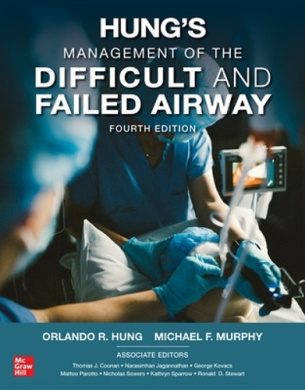 HUNG'S
MANAGEMENT OF THE
DIFFICULT AND
FAILED AIRWAY
FOURTH EDITION
ORLANDO R. HUNG MICHAEL F. MURPHY
ASSOCIATE EDITORS
Thomas J. Coonan · Narasimhan Jagannathan · George Kovacs
Matteo Parotto · Nicholas Sowers · Kathryn Sparrow · Ronald D. Stewart
Mc
Graw
Hill